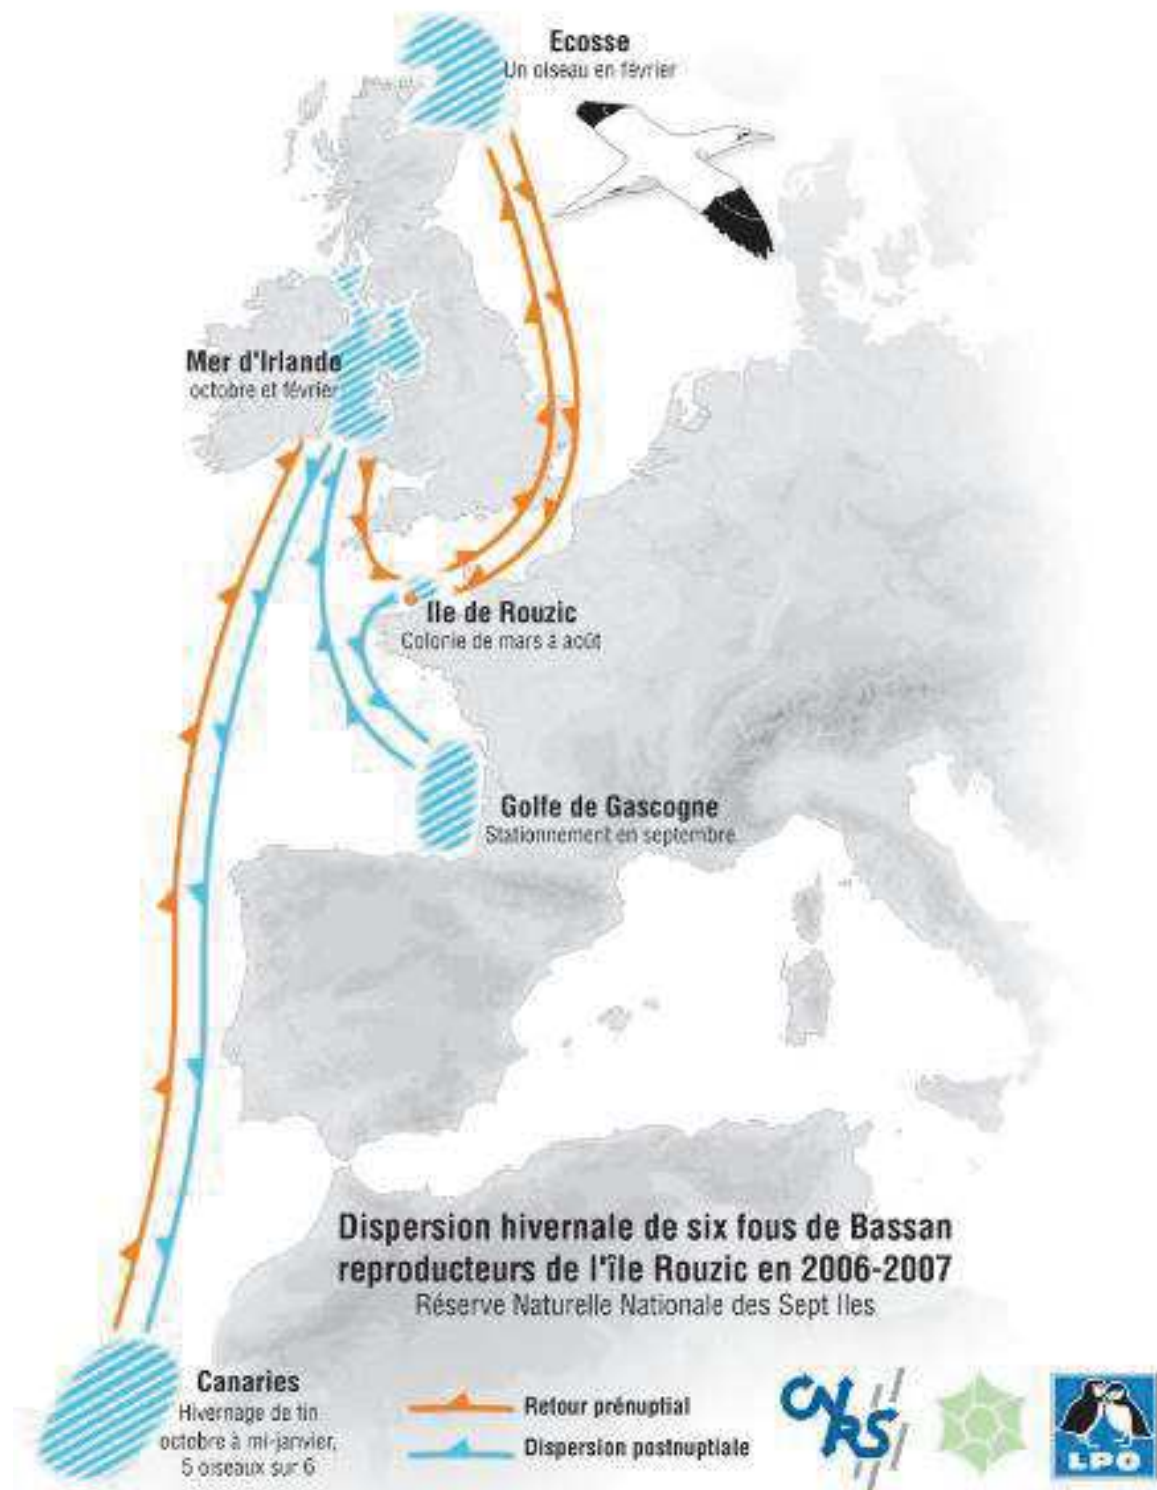 Ecosse
Un oiseau en février
Mer d'Irlande
octobre et février
Ile de Rouzic
Colonie de mars à août
Golfe de Gascogne
Stationnement en septembre
Dispersion hivernale de six fous de Bassan
reproducteurs de l'île Rouzic en 2006-2007
Réserve Naturelle Nationale des Sept Iles
Canaries
Hivernage de fin
octobre à mi-janvier,
5 oiseaux sur 6
Retour prénuptial
Dispersion postnuptiale
CNRS
LPO